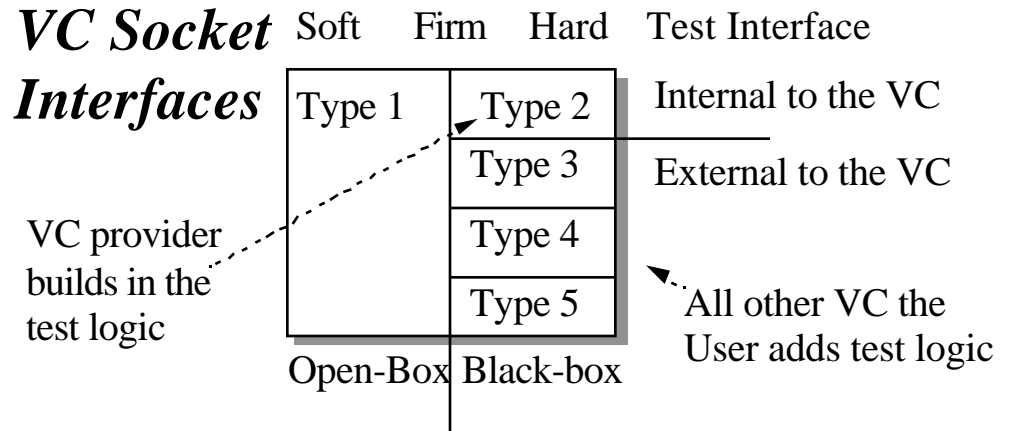 VC Socket
Interfaces
Soft Firm Hard Test Interface
Type 1
Type 2
Internal to the VC
Type 3
External to the VC
Type 4
Type 5
VC provider
builds in the
test logic
All other VC the
User adds test logic
Open-Box Black-box